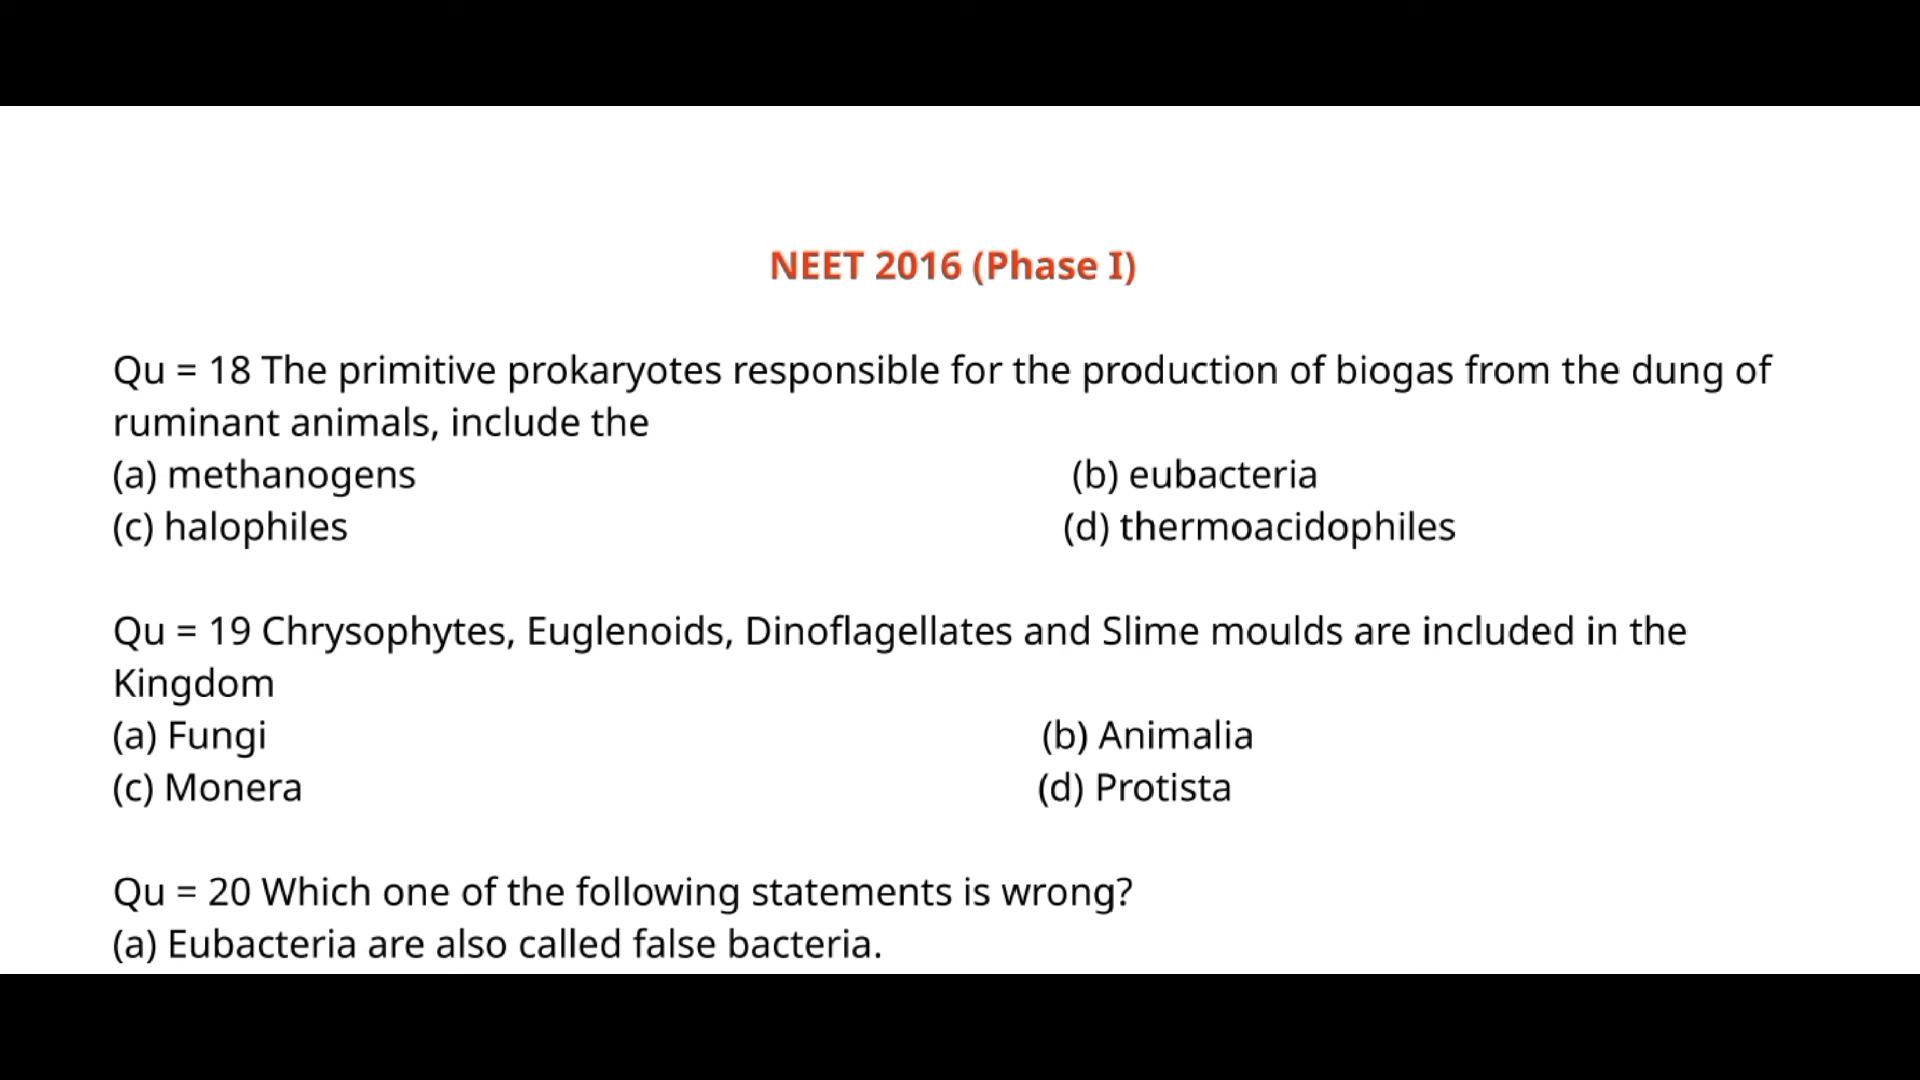 NEET 2016 (Phase I)
Qu = 18 The primitive prokaryotes responsible for the production of biogas from the dung of
ruminant animals, include the
(a) methanogens (b) eubacteria
(c) halophiles (d) thermoacidophiles
Qu = 19 Chrysophytes, Euglenoids, Dinoflagellates and Slime moulds are included in the
Kingdom
(a) Fungi (b) Animalia
(c) Monera (d) Protista
Qu = 20 Which one of the following statements is wrong?
(a) Eubacteria are also called false bacteria.